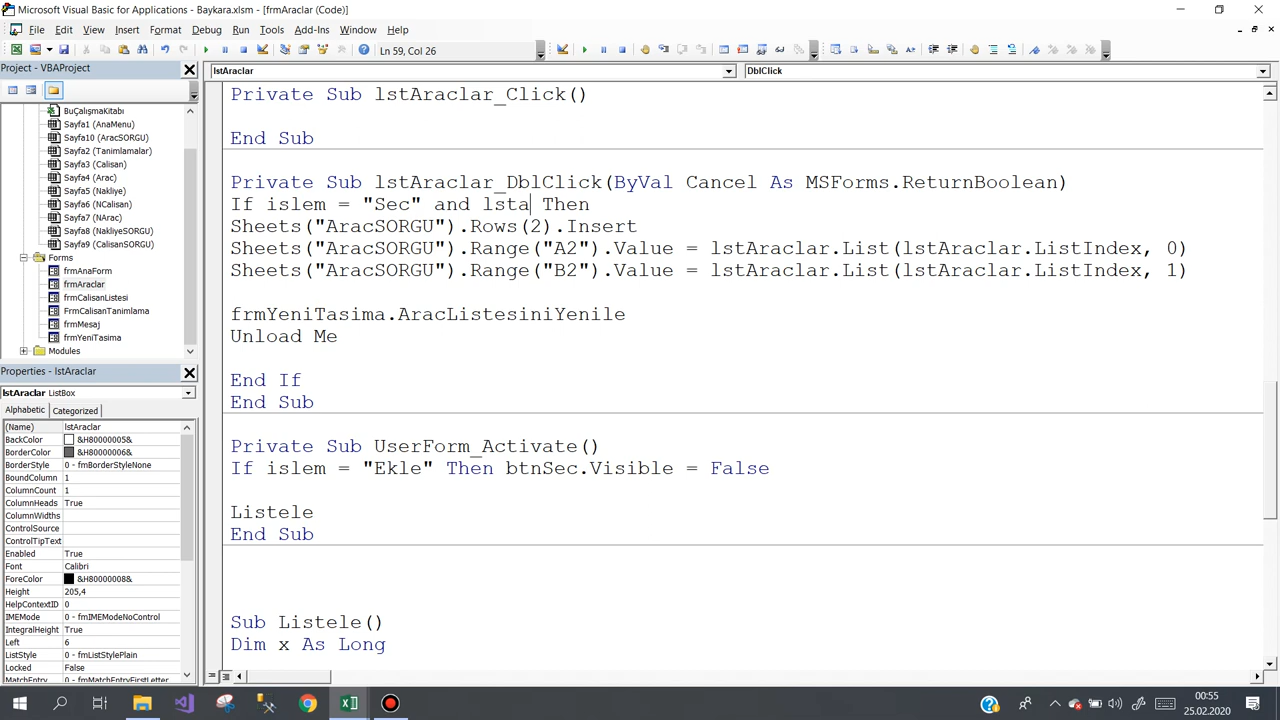 Microsoft Visual Basic for Applications - Baykara.xlsm - [frmAraclar (Code)]
File Edit View Insert Format Debug Run Tools Add-Ins Window Help
Ln 59, Col 26
Project - VBAProject
BuÇalışmaKitabı
Sayfa1 (AnaMenu)
Sayfa10 (AracSORGU)
Sayfa2 (Tanimlamalar)
Sayfa3 (Calisan)
Sayfa4 (Arac)
Sayfa5 (Nakliye)
Sayfa6 (NCalisan)
Sayfa7 (NArac)
Sayfa9 (CalisanSORGU)
Forms
frmAnaForm
frmAraclar
frmCalisanListesi
FrmCalisanTanimlama
frmMesaj
frmYeniTasima
Modules
Properties - lstAraclar
lstAraclar ListBox
Alphabetic Categorized
(Name) lstAraclar
BackColor &H80000005&
BorderColor &H80000006&
BorderStyle 0 - fmBorderStyleNone
BoundColumn 1
ColumnCount 1
ColumnHeads True
ColumnWidths
ControlSource
ControlTipText
Enabled True
Font Calibri
ForeColor &H80000008&
Height 205,4
HelpContextID 0
IMEMode 0 - fmIMEModeNoControl
IntegralHeight True
Left 6
ListStyle 0 - fmListStylePlain
Locked False
MatchEntry 0 - fmMatchEntryFirstLetter
lstAraclar DblClick
Private Sub lstAraclar_Click()
End Sub
Private Sub lstAraclar_DblClick(ByVal Cancel As MSForms.ReturnBoolean)
If islem = "Sec" and lsta Then
Sheets("AracSORGU").Rows(2).Insert
Sheets("AracSORGU").Range("A2").Value = lstAraclar.List(lstAraclar.ListIndex, 0)
Sheets("AracSORGU").Range("B2").Value = lstAraclar.List(lstAraclar.ListIndex, 1)
frmYeniTasima.AracListesiniYenile
Unload Me
End If
End Sub
Private Sub UserForm_Activate()
If islem = "Ekle" Then btnSec.Visible = False
Listele
End Sub
Sub Listele()
Dim x As Long
00:55
25.02.2020